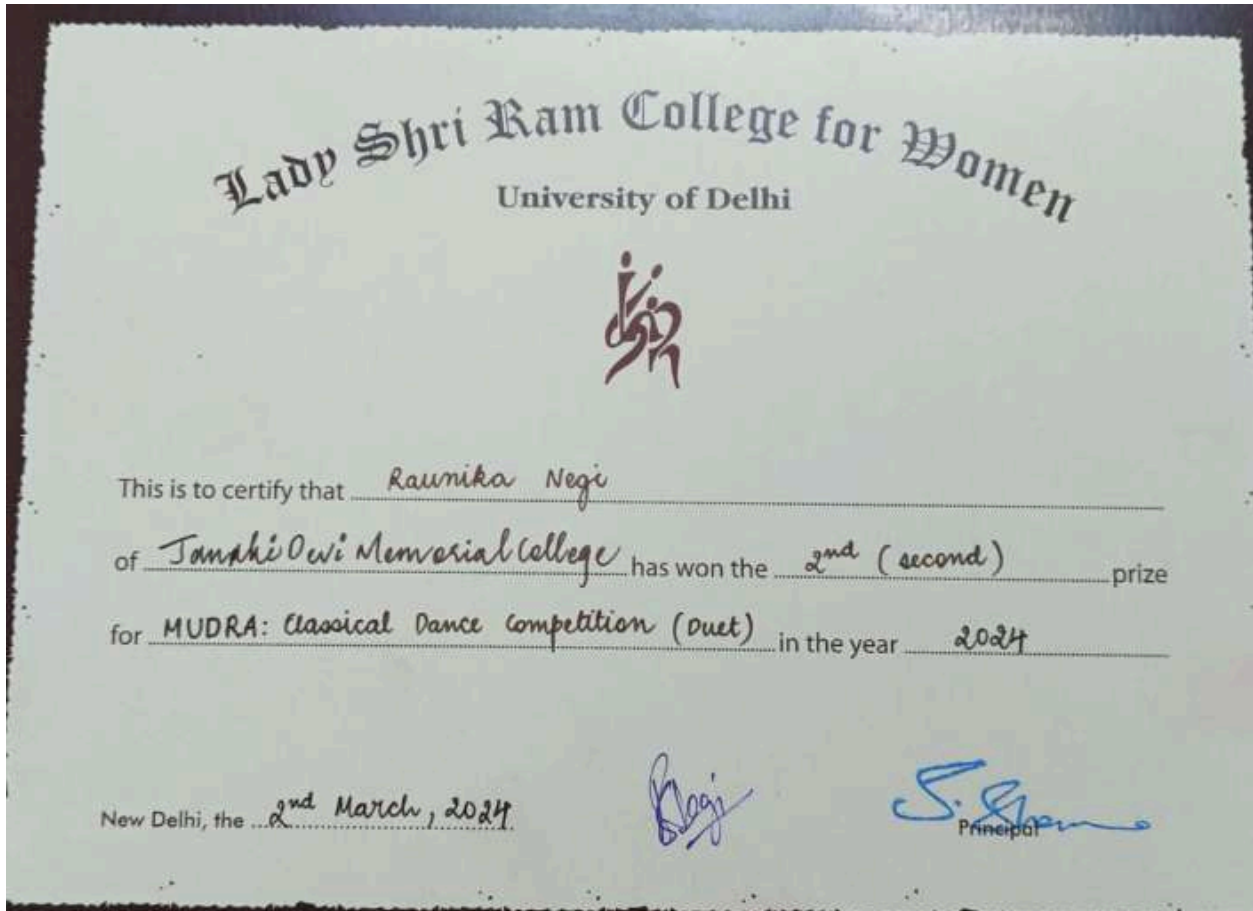 Lady Shri Ram College for Women
University of Delhi
This is to certify that Raunika Negi
of Janaki Devi Memorial College has won the 2nd (second) prize
for MUDRA: Classical Dance Competition (Duet) in the year 2024
New Delhi, the 2nd March, 2024
Principal